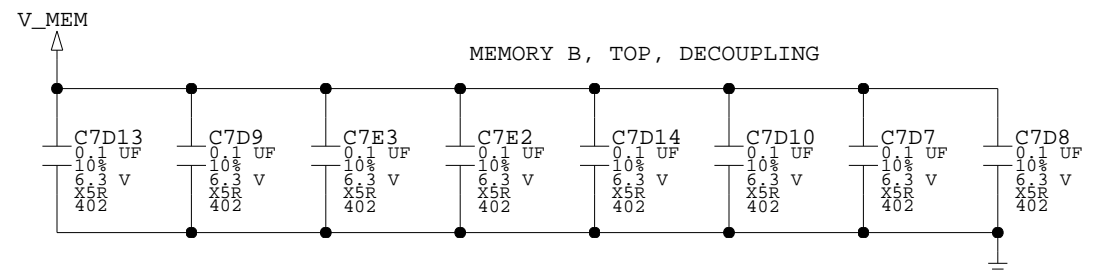 V_MEM
MEMORY B, TOP, DECOUPLING
C7D13
0.1 UF
10%
6.3 V
X5R
402
C7D9
0.1 UF
10%
6.3 V
X5R
402
C7E3
0.1 UF
10%
6.3 V
X5R
402
C7E2
0.1 UF
10%
6.3 V
X5R
402
C7D14
0.1 UF
10%
6.3 V
X5R
402
C7D10
0.1 UF
10%
6.3 V
X5R
402
C7D7
0.1 UF
10%
6.3 V
X5R
402
C7D8
0.1 UF
10%
6.3 V
X5R
402